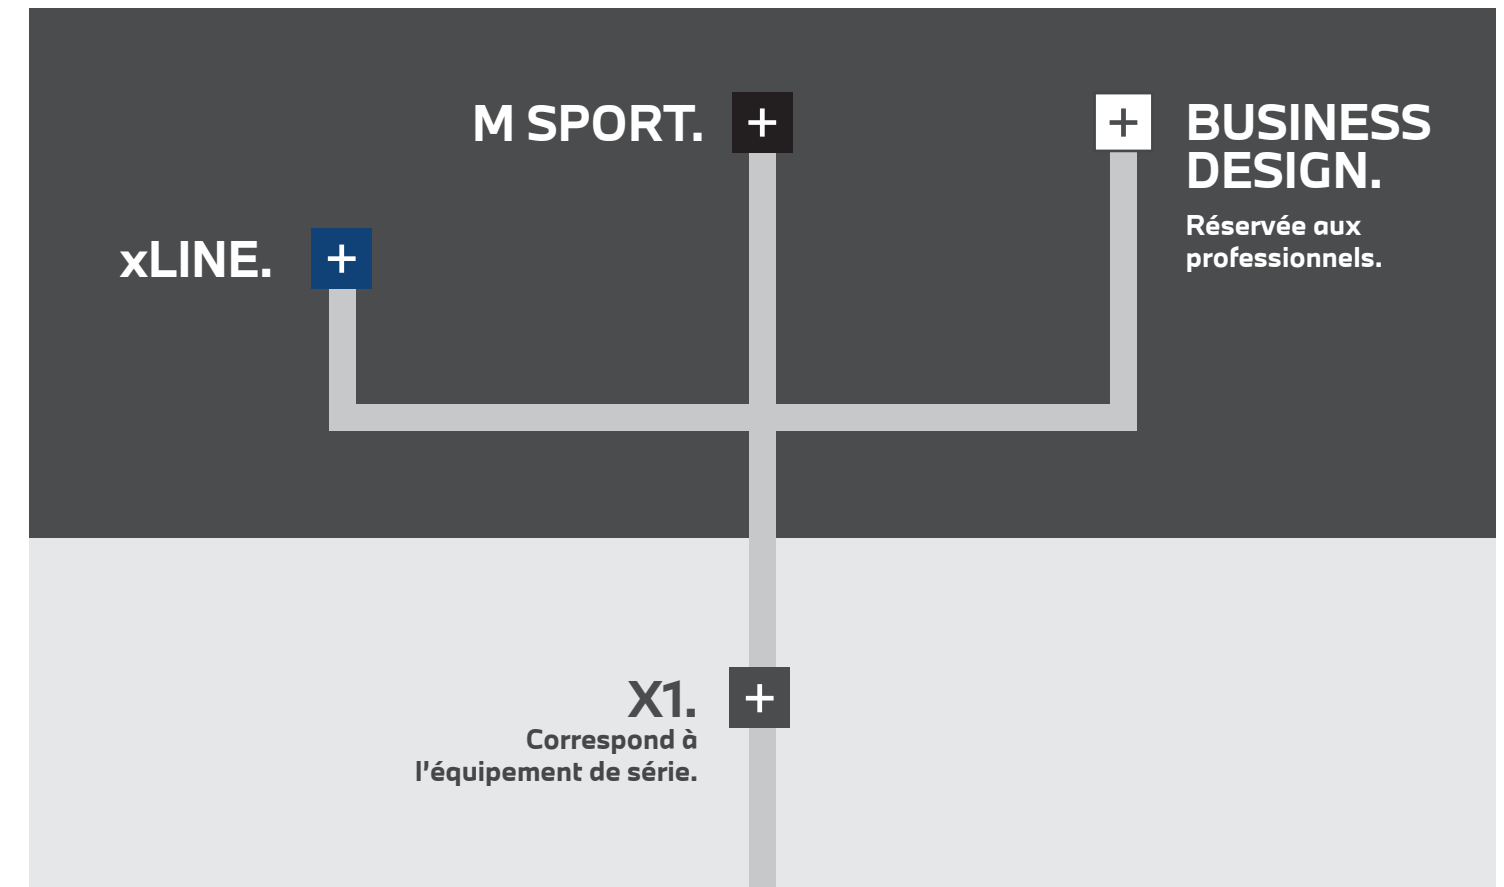 M SPORT.
BUSINESS
DESIGN.
Réservée aux
professionnels.
xLINE.
X1.
Correspond à
l'équipement de série.